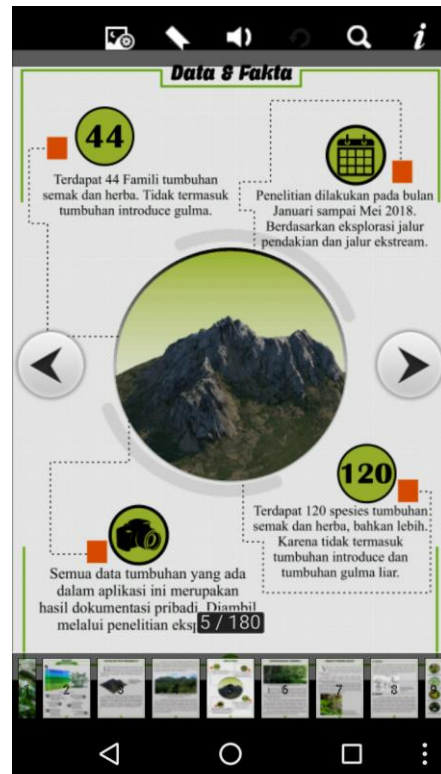 Data & Fakta
44
Terdapat 44 Famili tumbuhan
semak dan herba. Tidak termasuk
tumbuhan introduce gulma.
Penelitian dilakukan pada bulan
Januari sampai Mei 2018.
Berdasarkan eksplorasi jalur
pendakian dan jalur ekstream.
120
Terdapat 120 spesies tumbuhan
semak dan herba, bahkan lebih.
Karena tidak termasuk
tumbuhan introduce dan
tumbuhan gulma liar.
Semua data tumbuhan yang ada
dalam aplikasi ini merupakan
hasil dokumentasi pribadi. Diambil
melalui penelitian
5 / 180
1 2 3 4 6 7 8 9